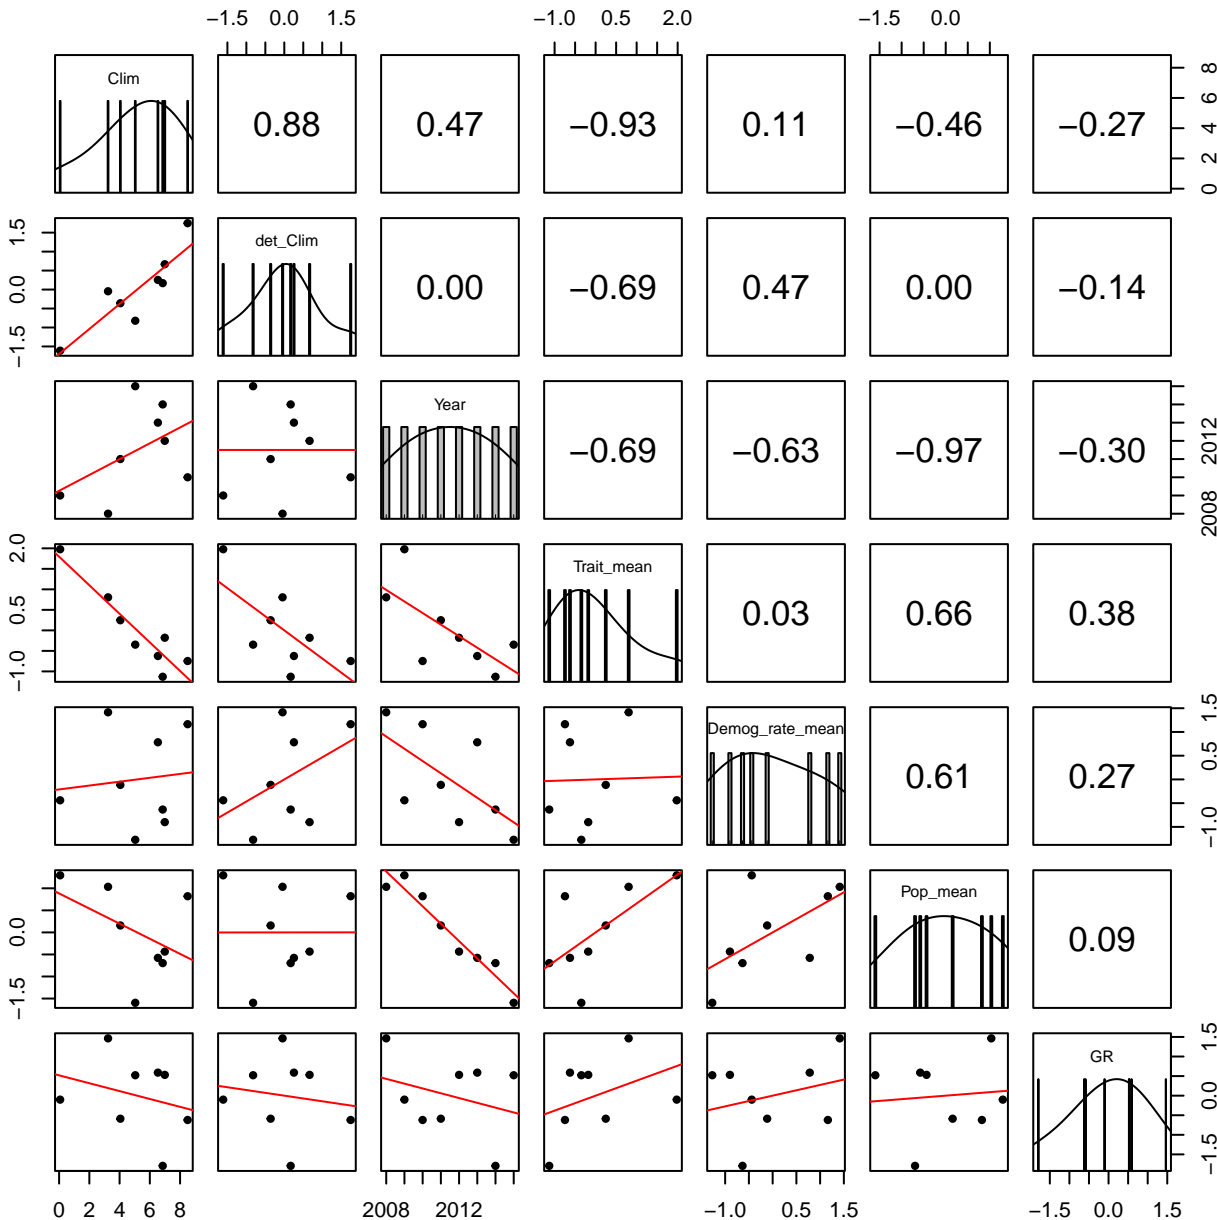 −1.5 0.0 1.5 −1.0 0.5 2.0 −1.5 0.0
Clim 0.88 0.47 −0.93 0.11 −0.46 −0.27 0 2 4 6 8
−1.5 0.0 1.5 det_Clim 0.00 −0.69 0.47 0.00 −0.14
Year −0.69 −0.63 −0.97 −0.30 2008 2012
−1.0 0.5 2.0 Trait_mean 0.03 0.66 0.38
Demog_rate_mean 0.61 0.27 −1.0 0.5 1.5
−1.5 0.0 Pop_mean 0.09
GR −1.5 0.0 1.5
0 2 4 6 8 2008 2012 −1.0 0.5 1.5 −1.5 0.0 1.5